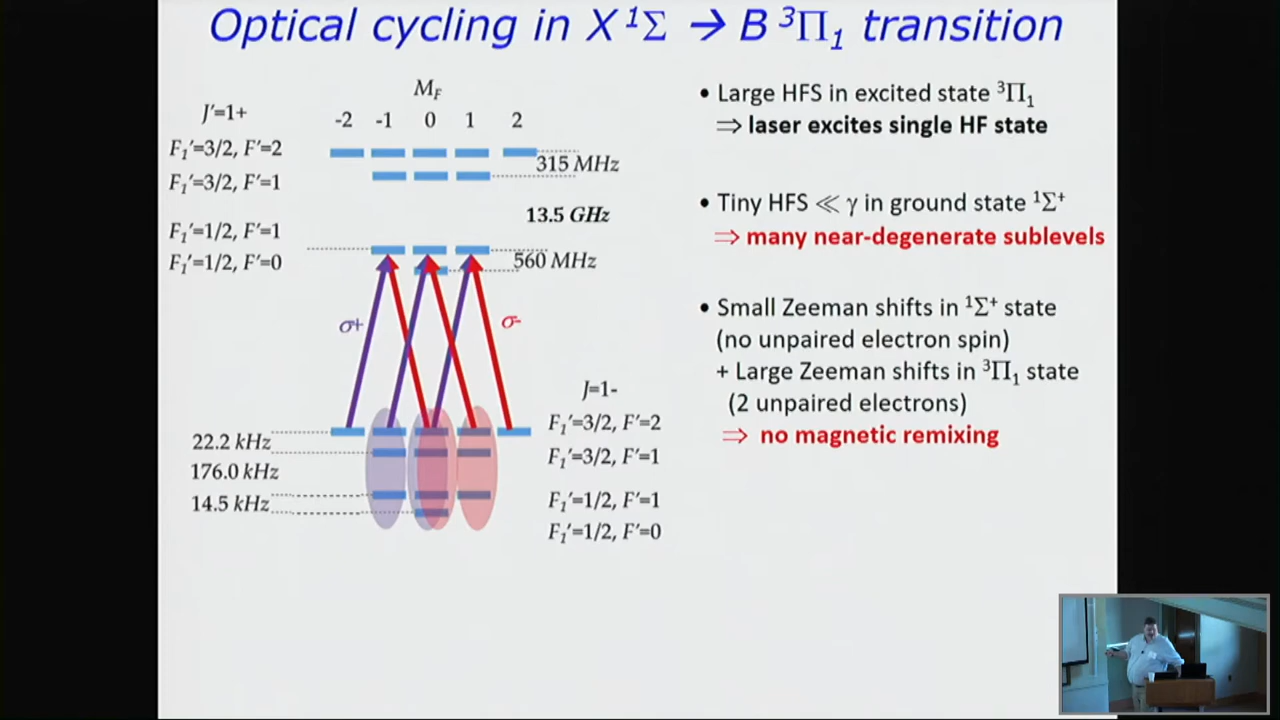 Optical cycling in X ¹Σ → B ³Π₁ transition
M_F
J'=1+
-2 -1 0 1 2
F₁'=3/2, F'=2
315 MHz
F₁'=3/2, F'=1
13.5 GHz
F₁'=1/2, F'=1
F₁'=1/2, F'=0
560 MHz
σ+
σ-
J=1-
F₁'=3/2, F'=2
22.2 kHz
F₁'=3/2, F'=1
176.0 kHz
14.5 kHz
F₁'=1/2, F'=1
F₁'=1/2, F'=0
• Large HFS in excited state ³Π₁
⇒ laser excites single HF state
• Tiny HFS ≪ γ in ground state ¹Σ⁺
⇒ many near-degenerate sublevels
• Small Zeeman shifts in ¹Σ⁺ state
(no unpaired electron spin)
+ Large Zeeman shifts in ³Π₁ state
(2 unpaired electrons)
⇒ no magnetic remixing